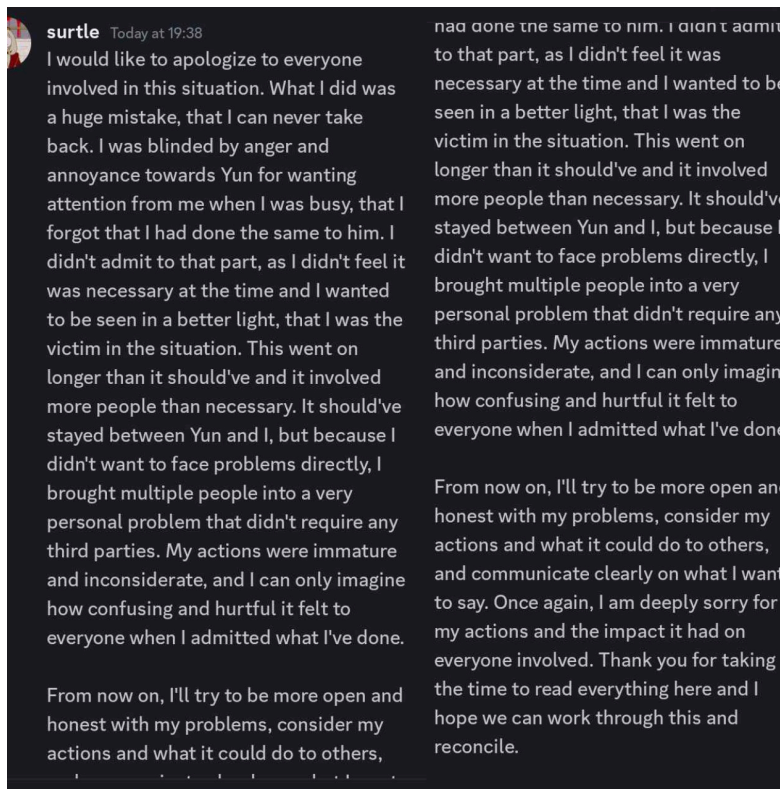 surtle Today at 19:38
I would like to apologize to everyone
involved in this situation. What I did was
a huge mistake, that I can never take
back. I was blinded by anger and
annoyance towards Yun for wanting
attention from me when I was busy, that I
forgot that I had done the same to him. I
didn't admit to that part, as I didn't feel it
was necessary at the time and I wanted
to be seen in a better light, that I was the
victim in the situation. This went on
longer than it should've and it involved
more people than necessary. It should've
stayed between Yun and I, but because I
didn't want to face problems directly, I
brought multiple people into a very
personal problem that didn't require any
third parties. My actions were immature
and inconsiderate, and I can only imagine
how confusing and hurtful it felt to
everyone when I admitted what I've done.
From now on, I'll try to be more open and
honest with my problems, consider my
actions and what it could do to others,
had done the same to him. I didn't admit
to that part, as I didn't feel it was
necessary at the time and I wanted to be
seen in a better light, that I was the
victim in the situation. This went on
longer than it should've and it involved
more people than necessary. It should've
stayed between Yun and I, but because I
didn't want to face problems directly, I
brought multiple people into a very
personal problem that didn't require any
third parties. My actions were immature
and inconsiderate, and I can only imagin
how confusing and hurtful it felt to
everyone when I admitted what I've done
From now on, I'll try to be more open and
honest with my problems, consider my
actions and what it could do to others,
and communicate clearly on what I want
to say. Once again, I am deeply sorry for
my actions and the impact it had on
everyone involved. Thank you for taking
the time to read everything here and I
hope we can work through this and
reconcile.